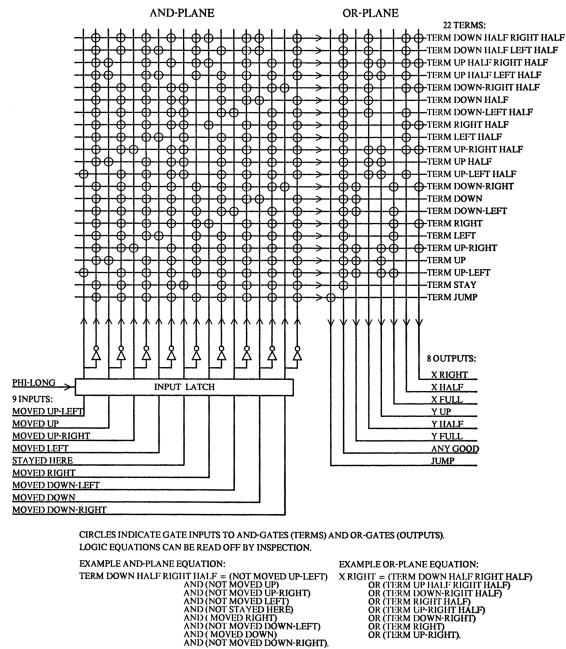 AND-PLANE
OR-PLANE
22 TERMS:
TERM DOWN HALF RIGHT HALF
TERM DOWN HALF LEFT HALF
TERM UP HALF RIGHT HALF
TERM UP HALF LEFT HALF
TERM DOWN-RIGHT HALF
TERM DOWN HALF
TERM DOWN-LEFT HALF
TERM RIGHT HALF
TERM LEFT HALF
TERM UP-RIGHT HALF
TERM UP HALF
TERM UP-LEFT HALF
TERM DOWN-RIGHT
TERM DOWN
TERM DOWN-LEFT
TERM RIGHT
TERM LEFT
TERM UP-RIGHT
TERM UP
TERM UP-LEFT
TERM STAY
TERM JUMP
PHI-LONG
INPUT LATCH
9 INPUTS:
MOVED UP-LEFT
MOVED UP
MOVED UP-RIGHT
MOVED LEFT
STAYED HERE
MOVED RIGHT
MOVED DOWN-LEFT
MOVED DOWN
MOVED DOWN-RIGHT
8 OUTPUTS:
X RIGHT
X HALF
X FULL
Y UP
Y HALF
Y FULL
ANY GOOD
JUMP
CIRCLES INDICATE GATE INPUTS TO AND-GATES (TERMS) AND OR-GATES (OUTPUTS).
LOGIC EQUATIONS CAN BE READ OFF BY INSPECTION.
EXAMPLE AND-PLANE EQUATION:
TERM DOWN HALF RIGHT HALF = (NOT MOVED UP-LEFT)
AND (NOT MOVED UP)
AND (NOT MOVED UP-RIGHT)
AND (NOT MOVED LEFT)
AND (NOT STAYED HERE)
AND ( MOVED RIGHT)
AND (NOT MOVED DOWN-LEFT)
AND ( MOVED DOWN)
AND (NOT MOVED DOWN-RIGHT).
EXAMPLE OR-PLANE EQUATION:
X RIGHT = (TERM DOWN HALF RIGHT HALF)
OR (TERM UP HALF RIGHT HALF)
OR (TERM DOWN-RIGHT HALF)
OR (TERM RIGHT HALF)
OR (TERM UP-RIGHT HALF)
OR (TERM DOWN-RIGHT)
OR (TERM RIGHT)
OR (TERM UP-RIGHT).